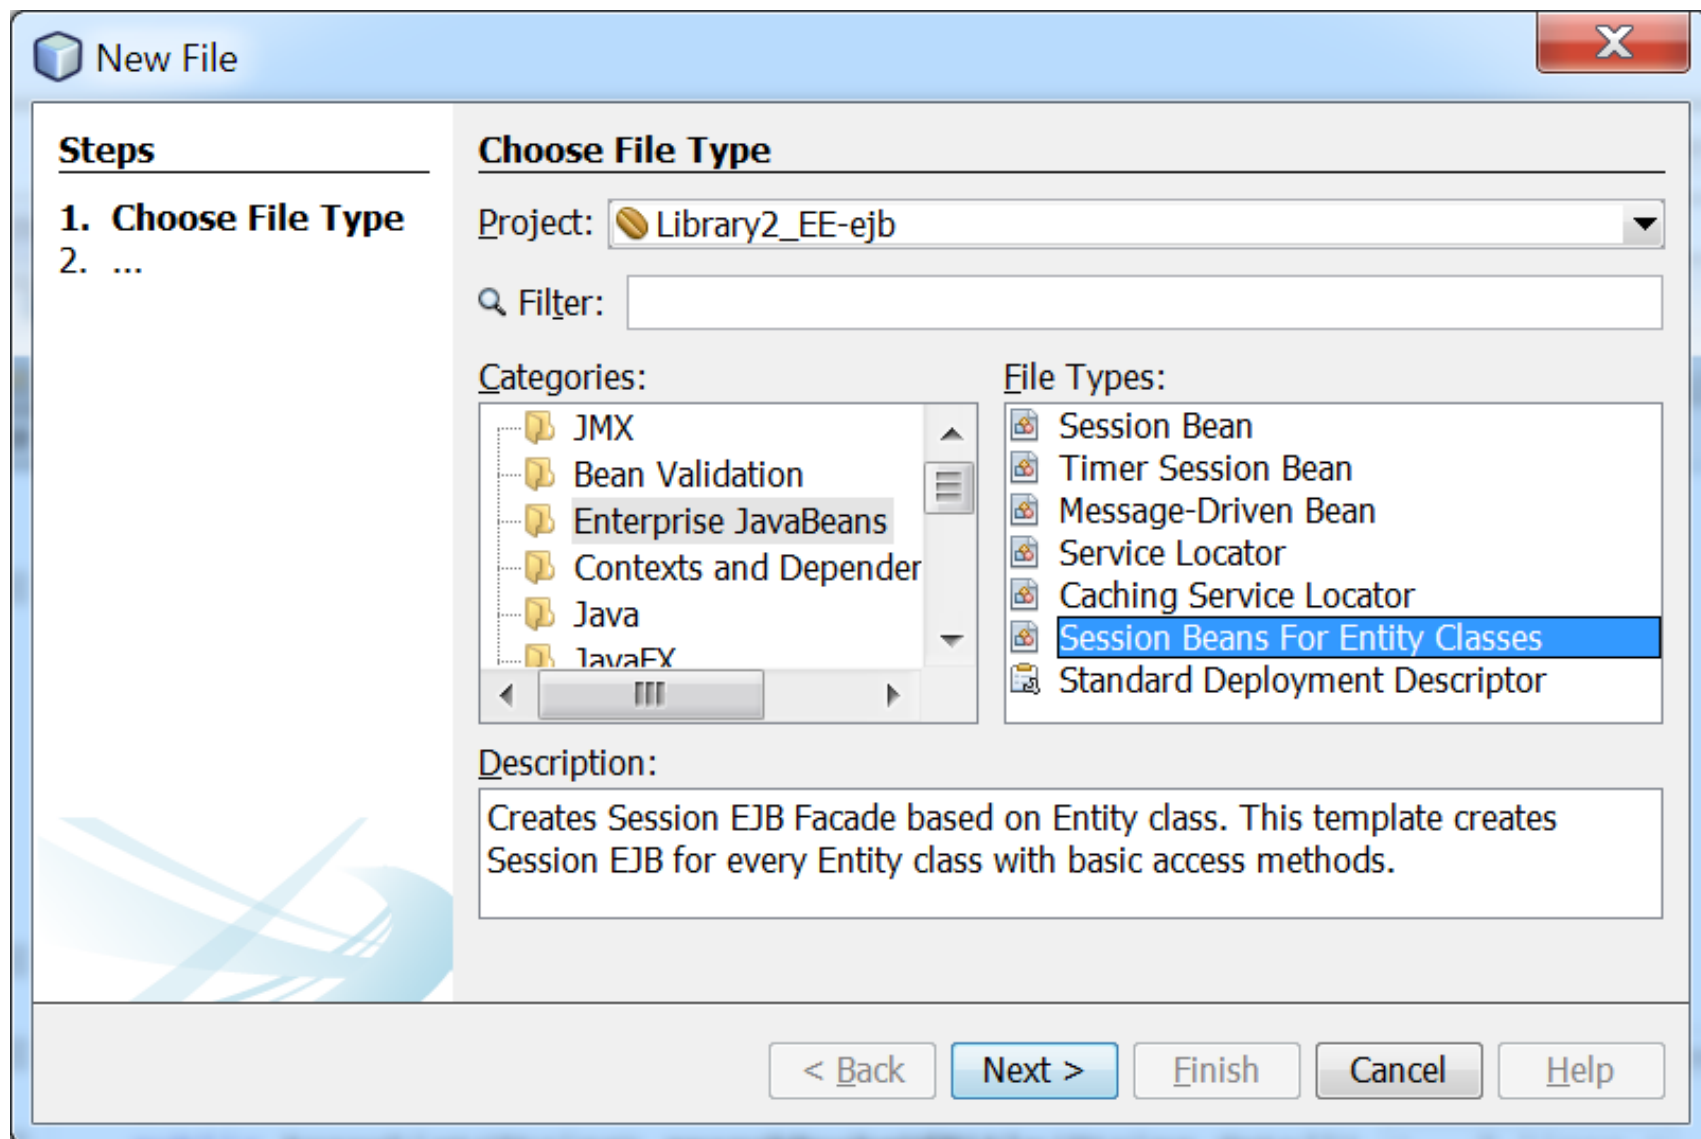 New File
Steps
1. Choose File Type
2. ...
Choose File Type
Project: Library2_EE-ejb
Filter:
Categories:
JMX
Bean Validation
Enterprise JavaBeans
Contexts and Depender
Java
JavaFX
File Types:
Session Bean
Timer Session Bean
Message-Driven Bean
Service Locator
Caching Service Locator
Session Beans For Entity Classes
Standard Deployment Descriptor
Description:
Creates Session EJB Facade based on Entity class. This template creates
Session EJB for every Entity class with basic access methods.
< Back Next > Finish Cancel Help